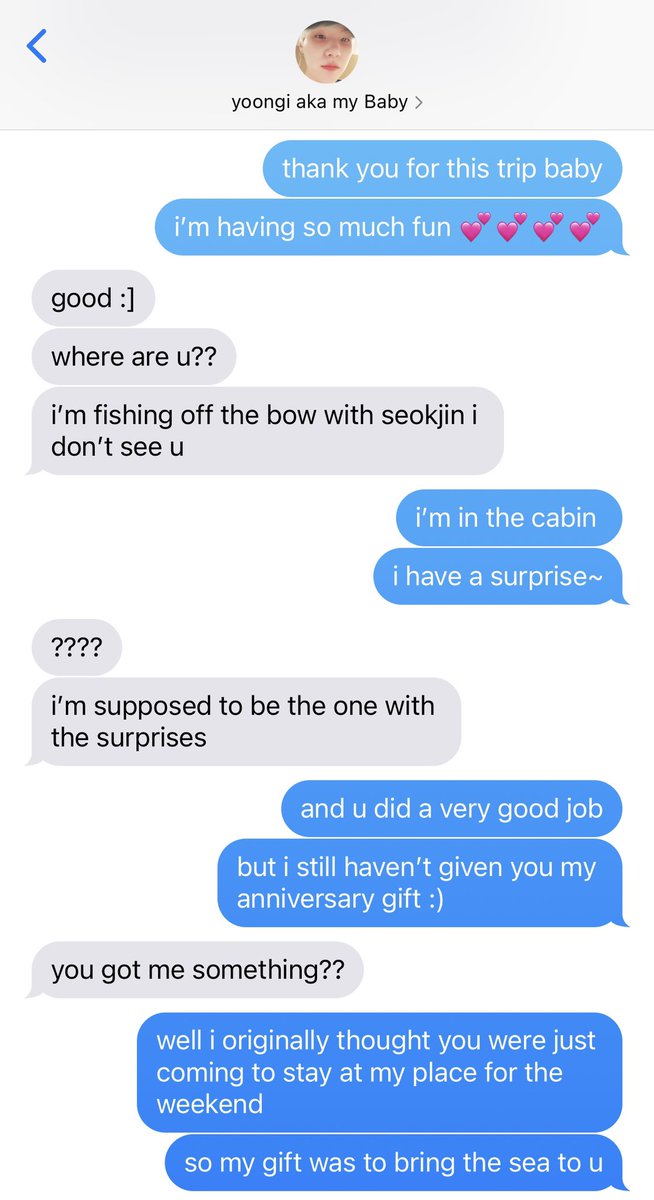 yoongi aka my Baby
thank you for this trip baby
i’m having so much fun 💕💕💕💕
good :]
where are u??
i’m fishing off the bow with seokjin i
don’t see u
i’m in the cabin
i have a surprise~
????
i’m supposed to be the one with
the surprises
and u did a very good job
but i still haven’t given you my
anniversary gift :)
you got me something??
well i originally thought you were just
coming to stay at my place for the
weekend
so my gift was to bring the sea to u